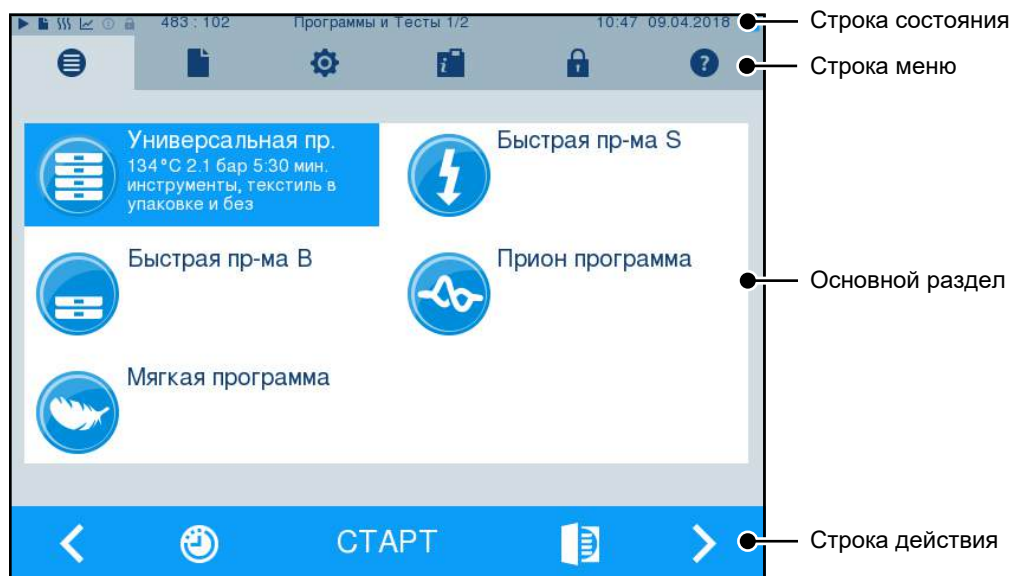 483 : 102 Программы и Тесты 1/2 10:47 09.04.2018
Строка состояния
Строка меню
Универсальная пр.
134°C 2.1 бар 5:30 мин.
инструменты, текстиль в
упаковке и без
Быстрая пр-ма S
Быстрая пр-ма B
Прион программа
Основной раздел
Мягкая программа
СТАРТ
Строка действия